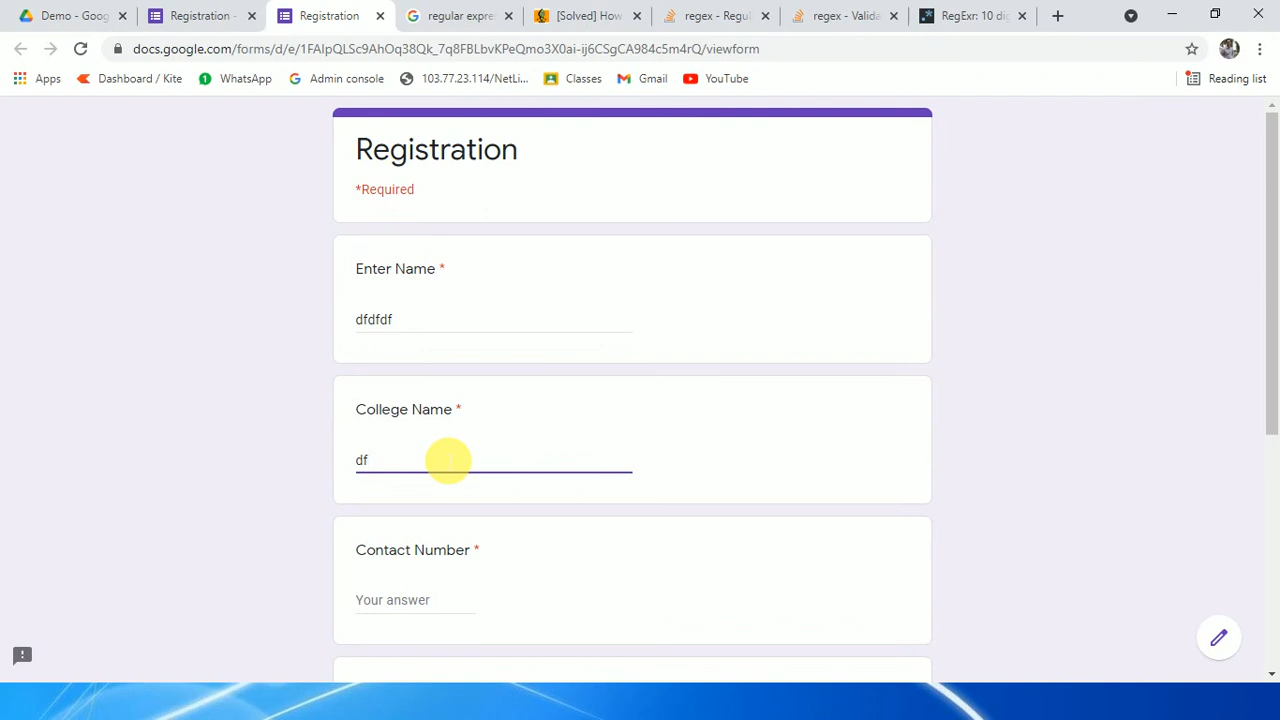 Demo - Goog
Registration -
Registration
regular expre
[Solved] How
regex - Regul
regex - Valida
RegExr: 10 di
docs.google.com/forms/d/e/1FAIpQLSc9AhOq38Qk_7q8FBLbvKPeQmo3X0ai-ij6CSgCA984c5m4rQ/viewform
Apps
Dashboard / Kite
1
WhatsApp
Admin console
103.77.23.114/NetLi...
Classes
Gmail
YouTube
Reading list
Registration
*Required
Enter Name *
dfdfdf
College Name *
df
Contact Number *
Your answer